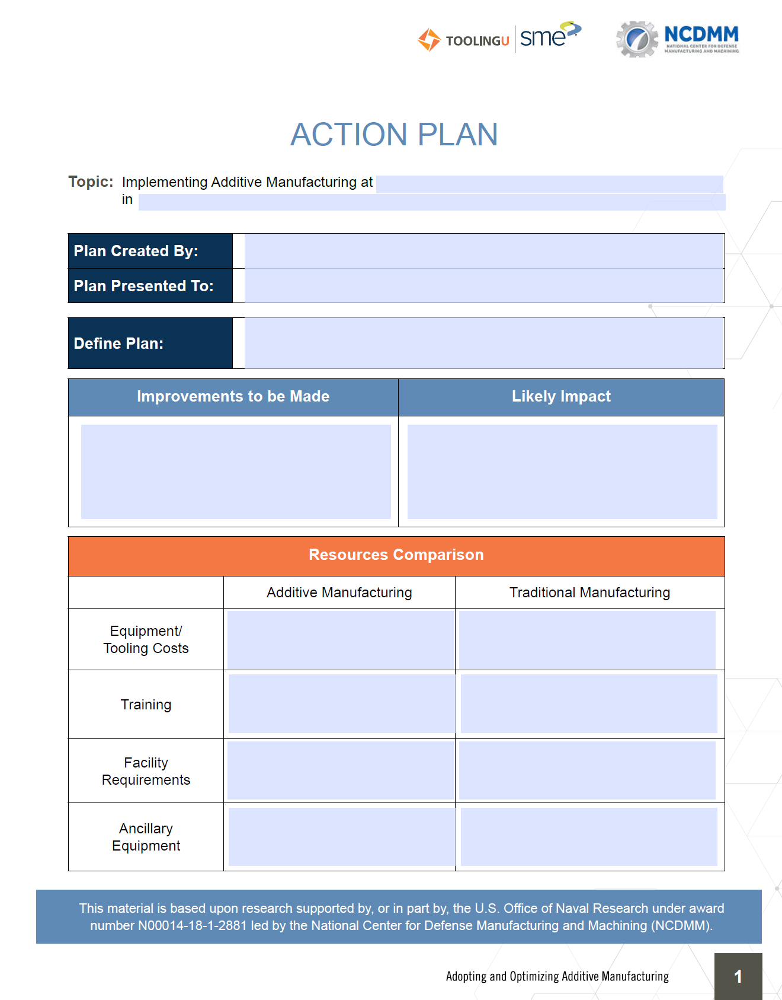 TOOLINGU sme
NCDMM
NATIONAL CENTER FOR DEFENSE
MANUFACTURING AND MACHINING
ACTION PLAN
Topic: Implementing Additive Manufacturing at
in
Plan Created By:
Plan Presented To:
Define Plan:
Improvements to be Made Likely Impact
Resources Comparison
Additive Manufacturing Traditional Manufacturing
Equipment/
Tooling Costs
Training
Facility
Requirements
Ancillary
Equipment
This material is based upon research supported by, or in part by, the U.S. Office of Naval Research under award
number N00014-18-1-2881 led by the National Center for Defense Manufacturing and Machining (NCDMM).
Adopting and Optimizing Additive Manufacturing 1